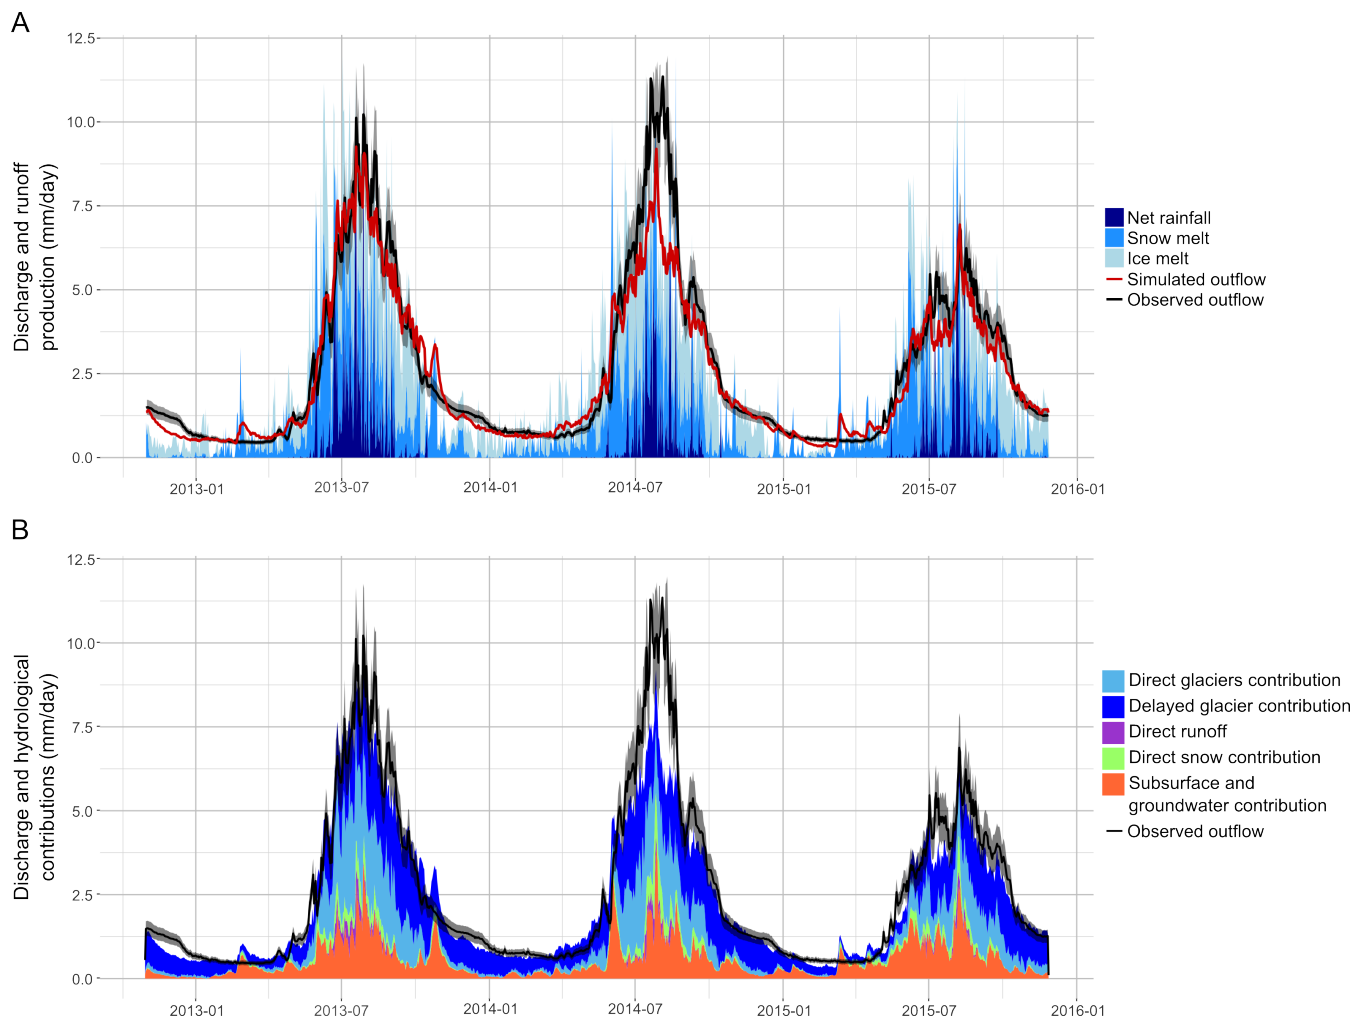 A
12.5
10.0
7.5
5.0
2.5
0.0
Discharge and runoff
production (mm/day)
2013-01
2013-07
2014-01
2014-07
2015-01
2015-07
2016-01
Net rainfall
Snow melt
Ice melt
Simulated outflow
Observed outflow
B
12.5
10.0
7.5
5.0
2.5
0.0
Discharge and hydrological
contributions (mm/day)
2013-01
2013-07
2014-01
2014-07
2015-01
2015-07
2016-01
Direct glaciers contribution
Delayed glacier contribution
Direct runoff
Direct snow contribution
Subsurface and
groundwater contribution
Observed outflow